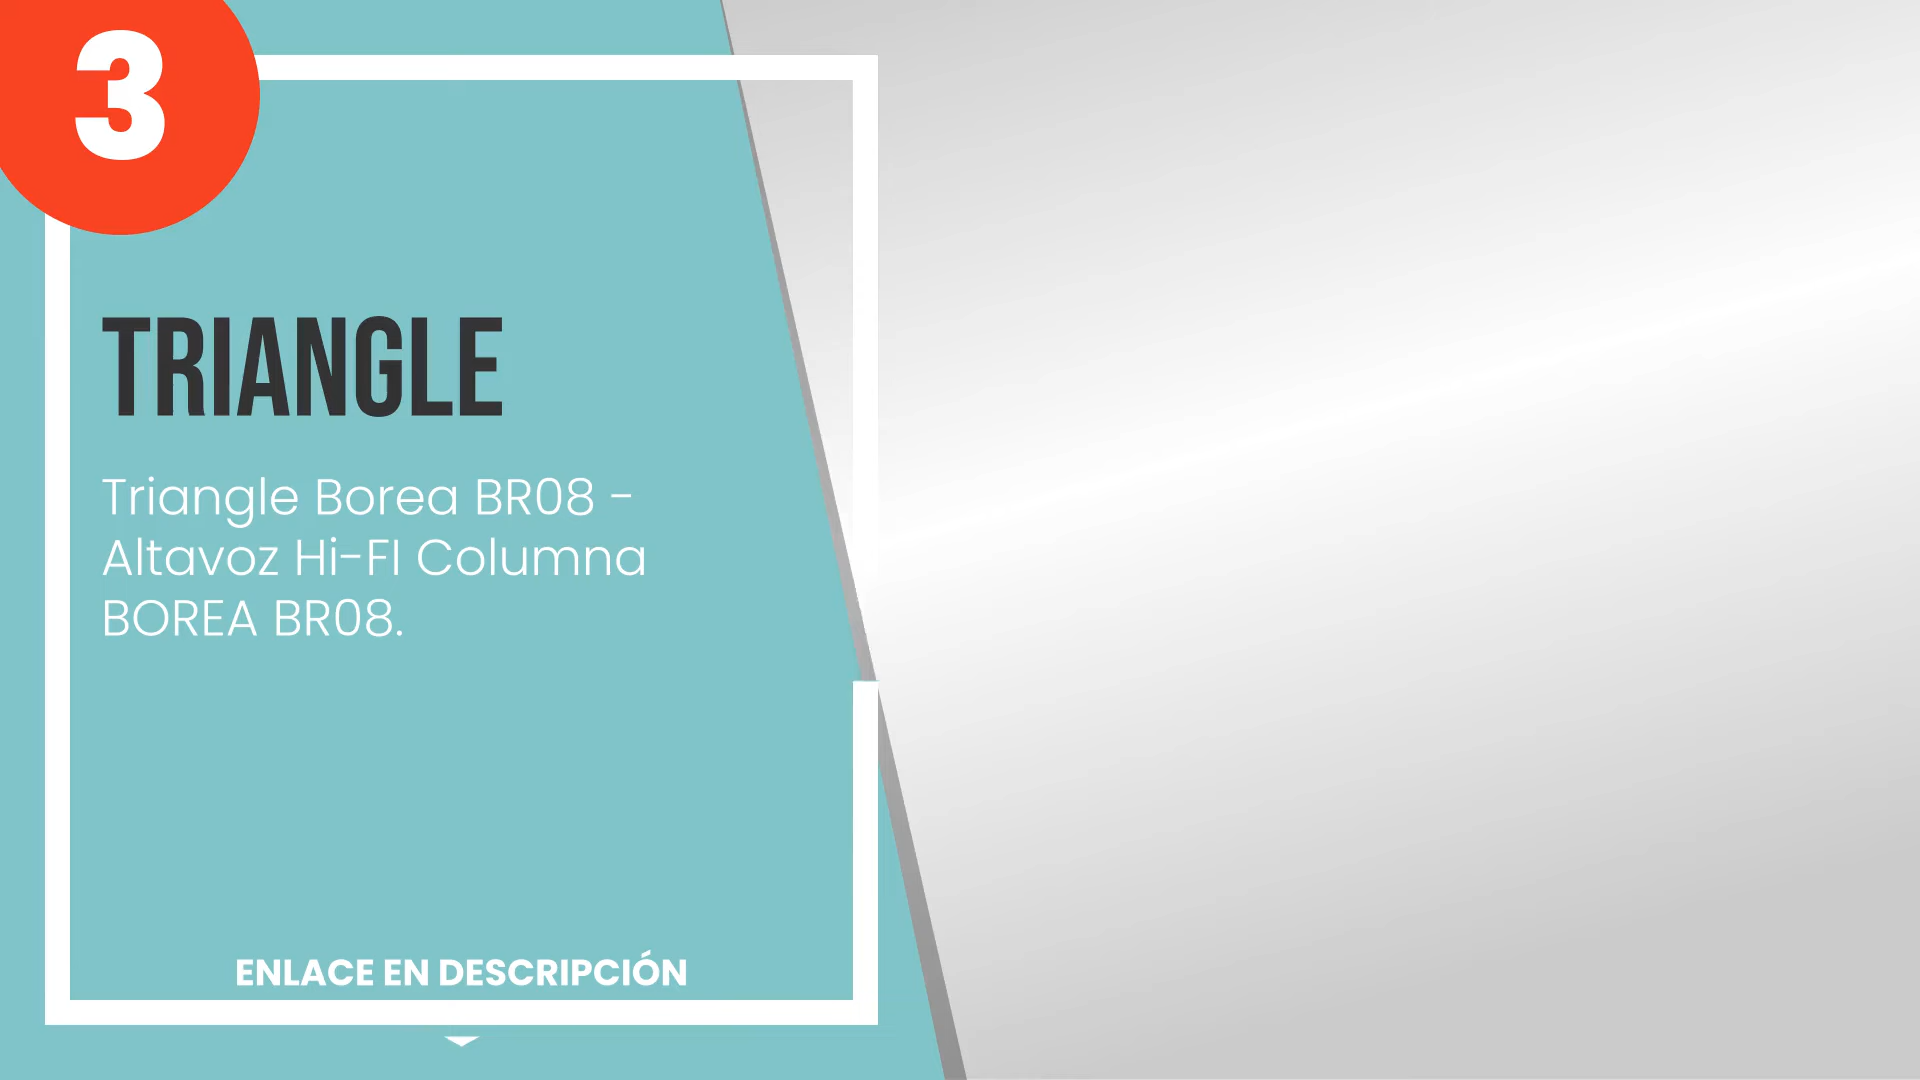 3
TRIANGLE
Triangle Borea BR08 -
Altavoz Hi-FI Columna
BOREA BR08.
ENLACE EN DESCRIPCIÓN